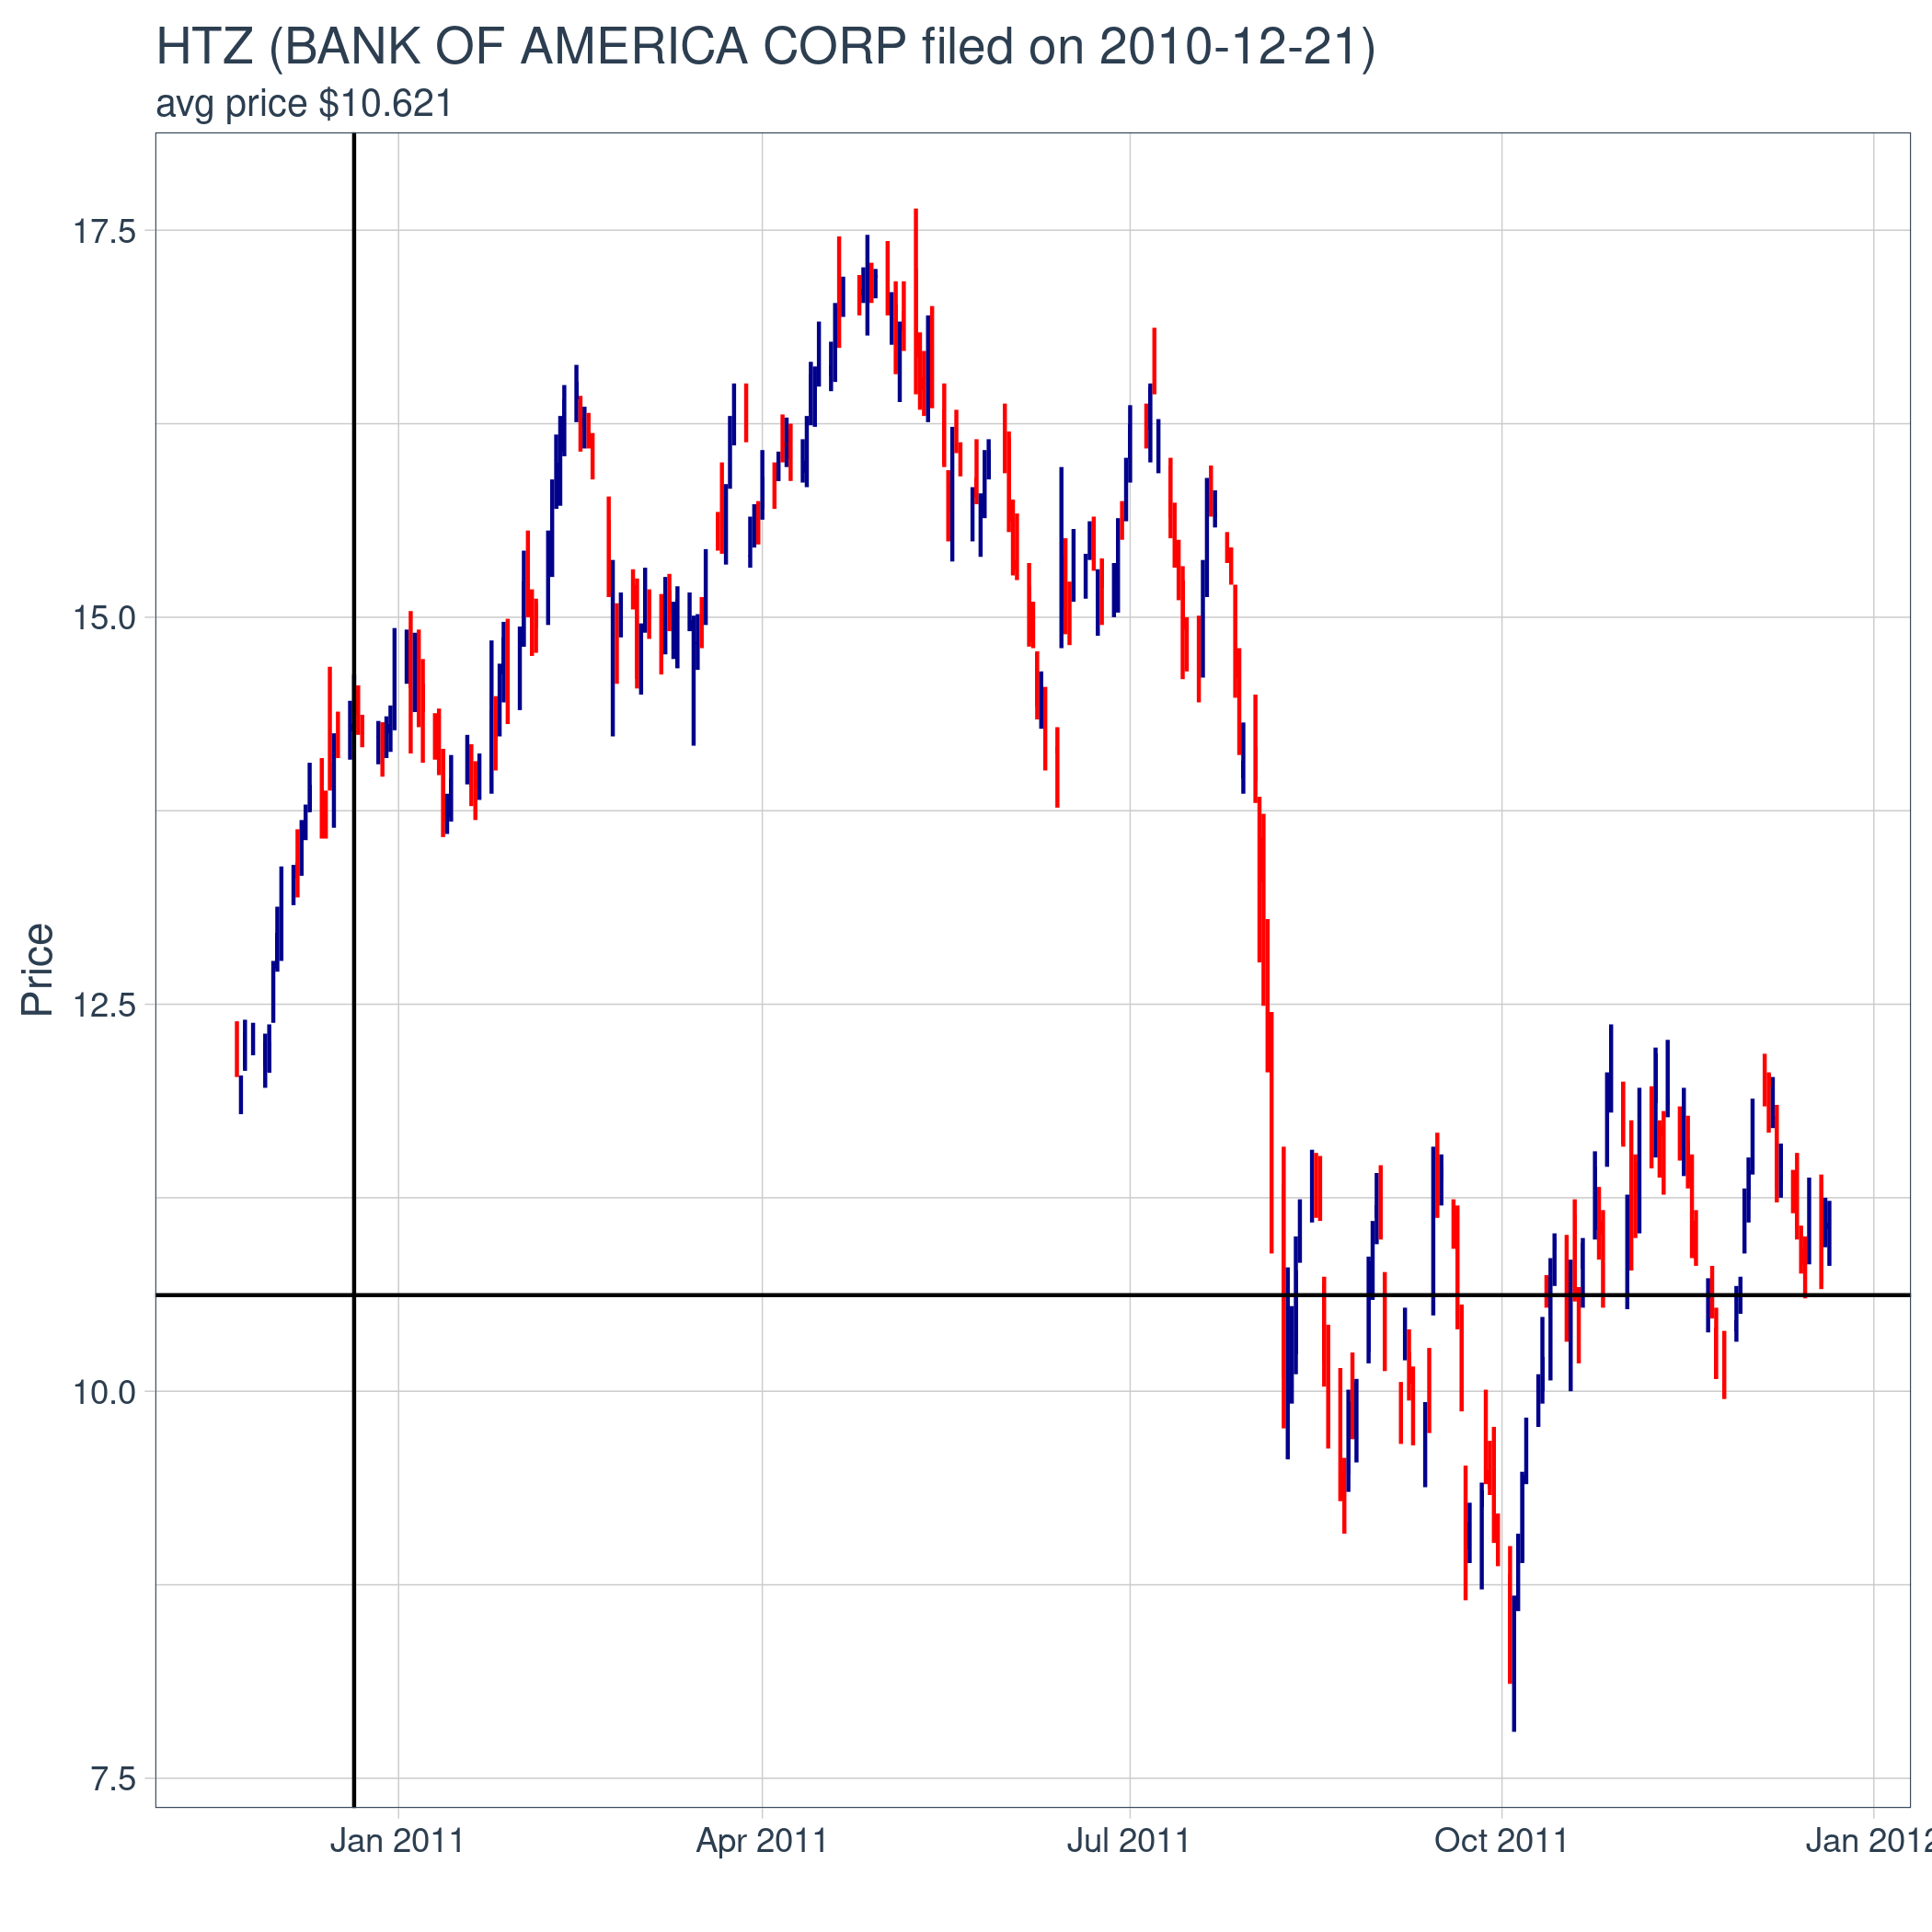 HTZ (BANK OF AMERICA CORP filed on 2010-12-21)
avg price $10.621
Price
17.5
15.0
12.5
10.0
7.5
Jan 2011
Apr 2011
Jul 2011
Oct 2011
Jan 2012